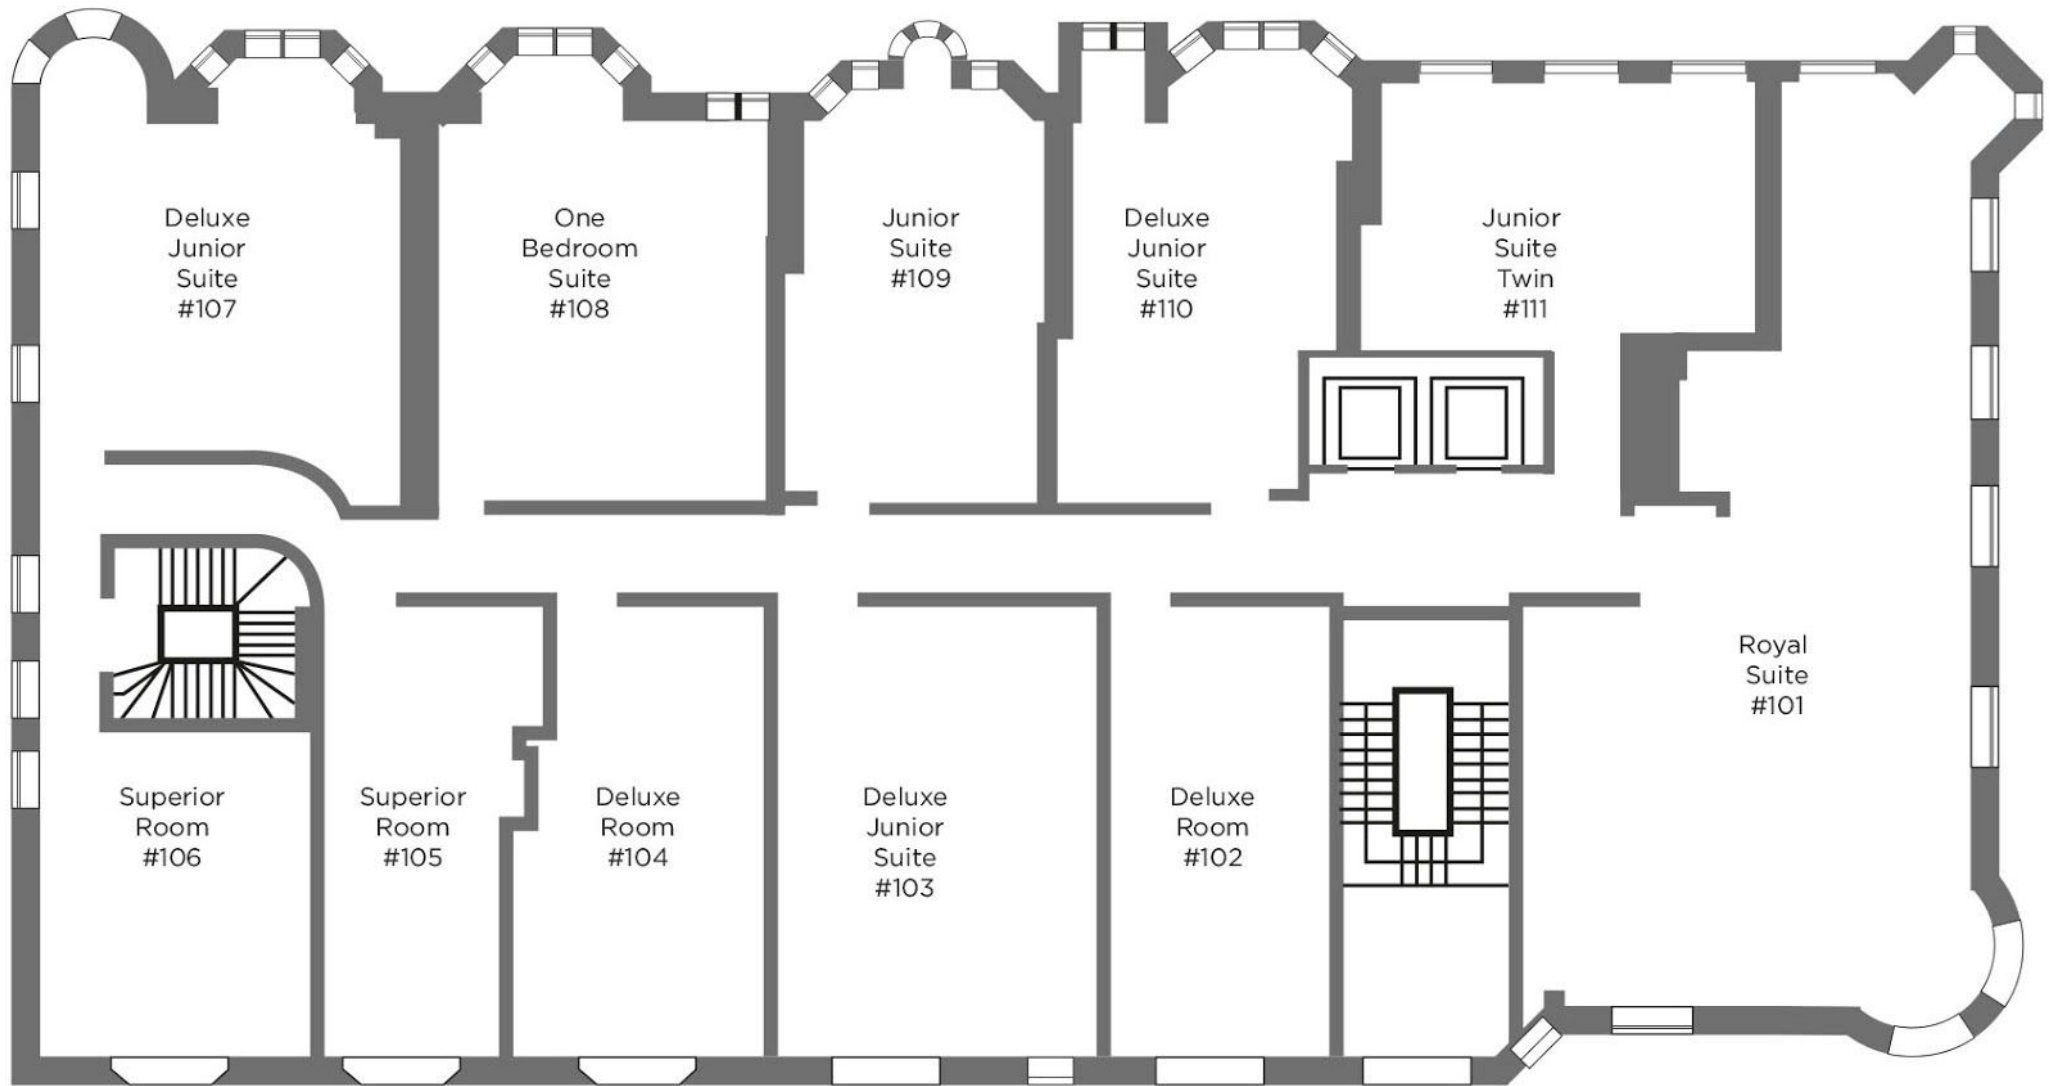 Deluxe
Junior
Suite
#107
One
Bedroom
Suite
#108
Junior
Suite
#109
Deluxe
Junior
Suite
#110
Junior
Suite
Twin
#111
Royal
Suite
#101
Superior
Room
#106
Superior
Room
#105
Deluxe
Room
#104
Deluxe
Junior
Suite
#103
Deluxe
Room
#102